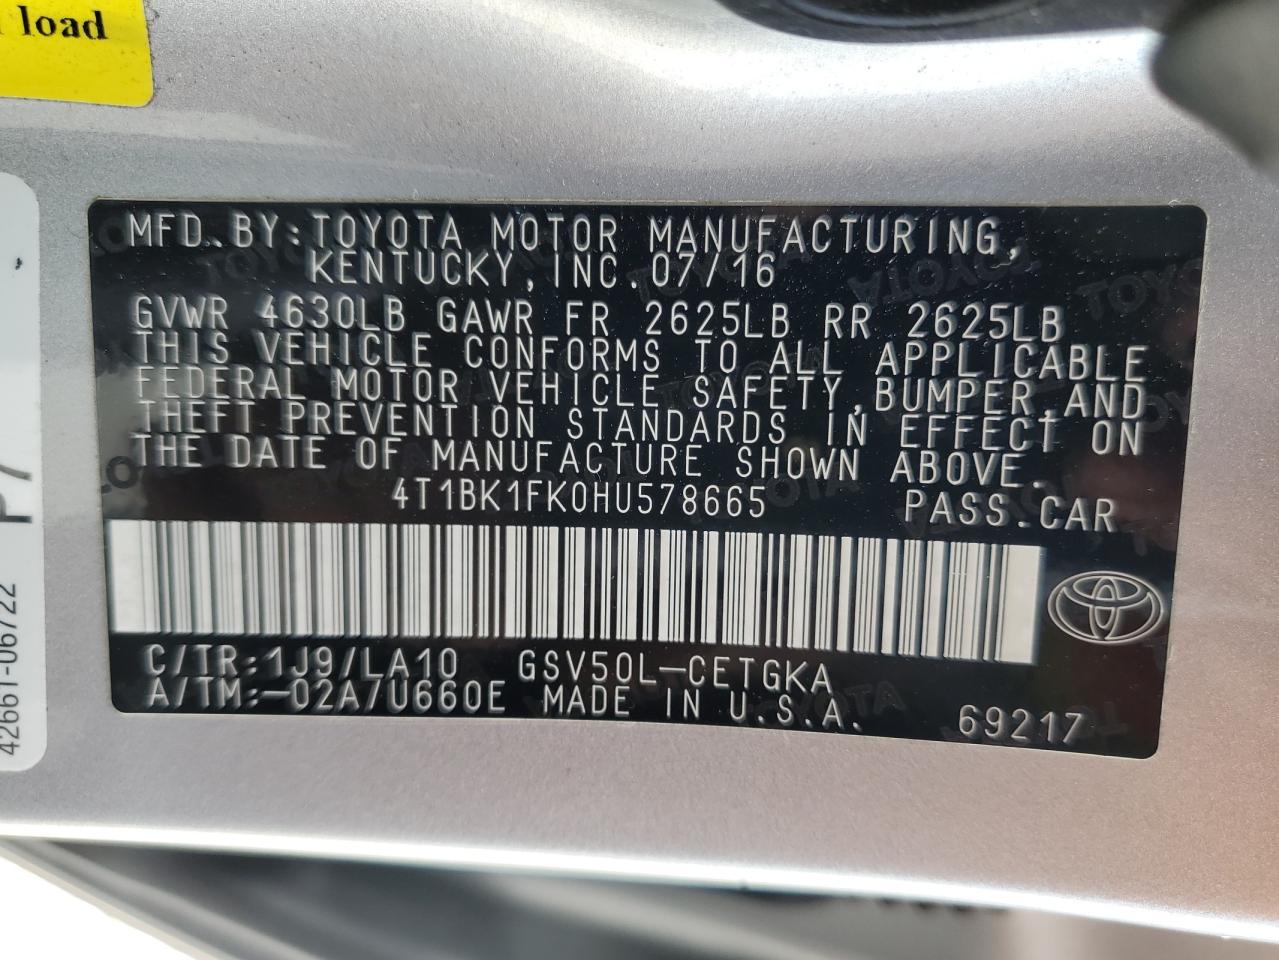 load
MFD. BY: TOYOTA MOTOR MANUFACTURING,
KENTUCKY, INC. 07/16
GVWR 4630LB GAWR FR 2625LB RR 2625LB
THIS VEHICLE CONFORMS TO ALL APPLICABLE
FEDERAL MOTOR VEHICLE SAFETY, BUMPER, AND
THEFT PREVENTION STANDARDS IN EFFECT ON
THE DATE OF MANUFACTURE SHOWN ABOVE.
4T1BK1FK0HU578665 PASS.CAR
C/TR:1J9/LA10 GSV50L-CETGKA
A/TM:-02A/U660E MADE IN U.S.A. 69217
42661-06722